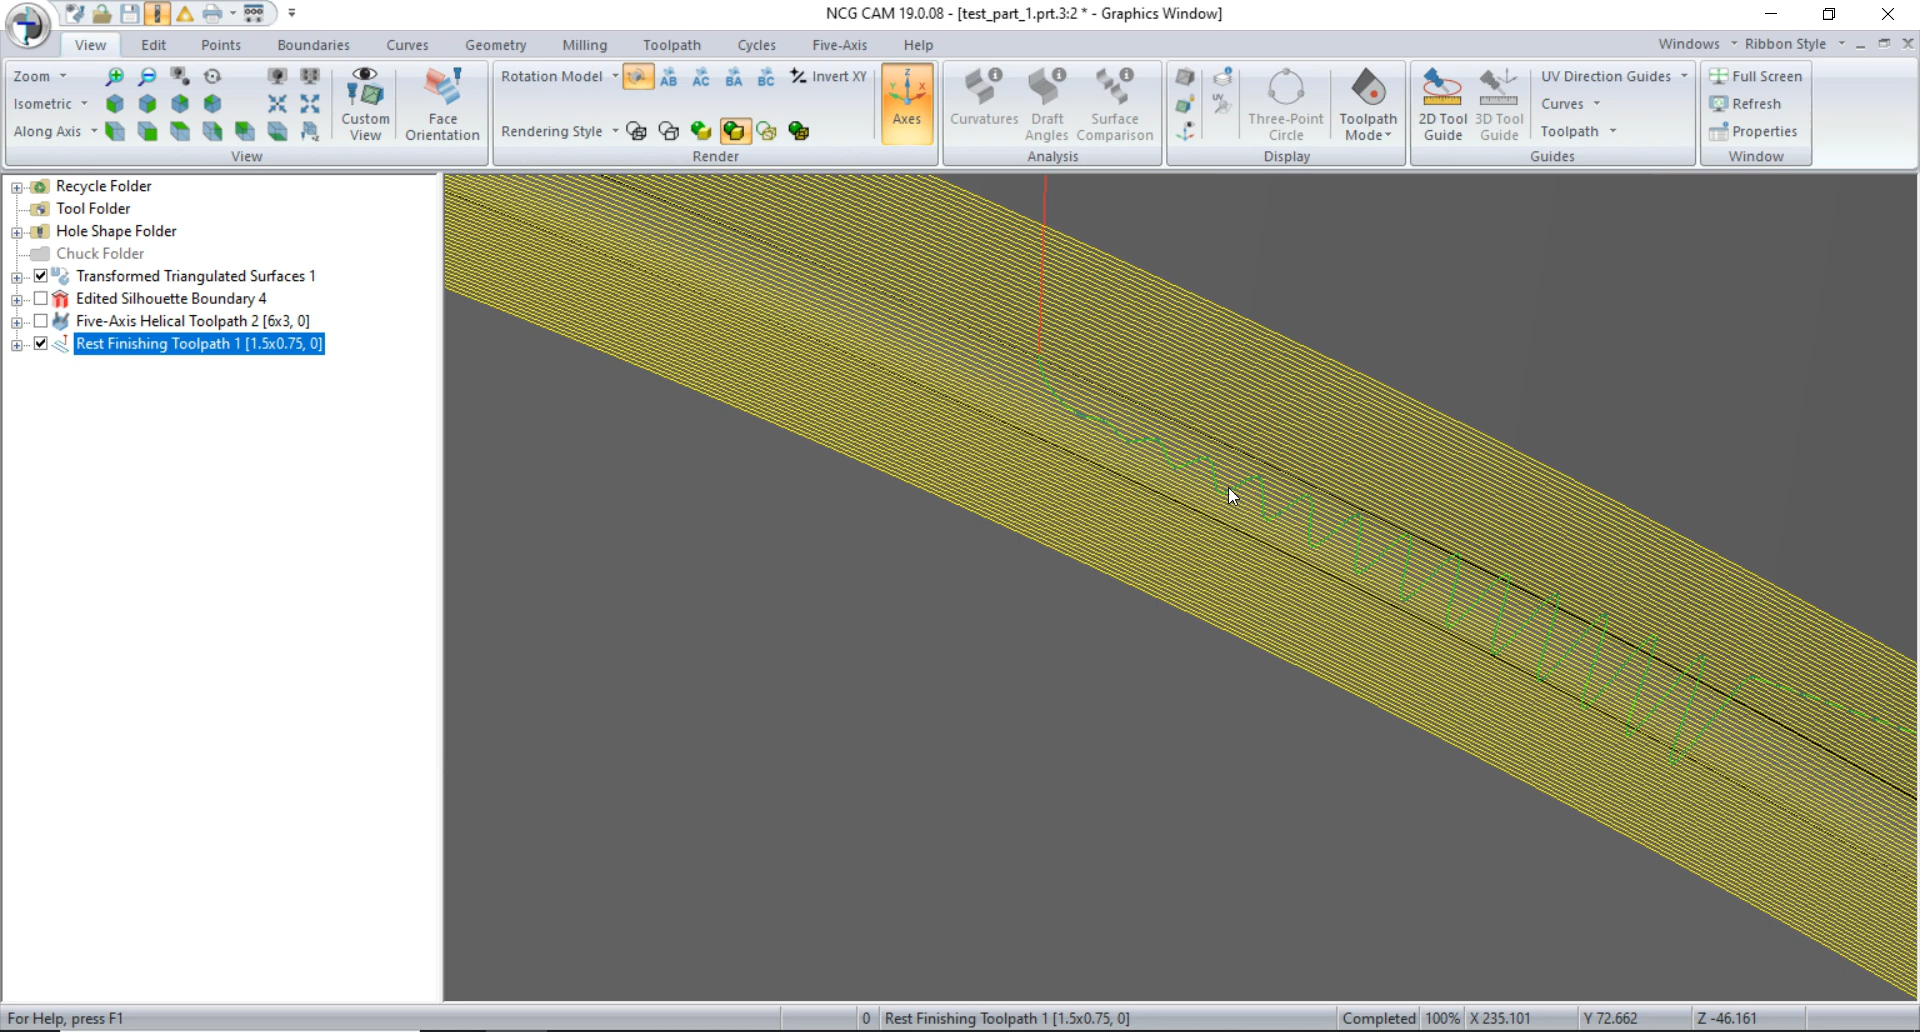 NCG CAM 19.0.08 - [test_part_1.prt.3:2 * - Graphics Window]
View Edit Points Boundaries Curves Geometry Milling Toolpath Cycles Five-Axis Help Windows Ribbon Style
Zoom
Isometric
Along Axis
Custom
View
Face
Orientation
View
Rotation Model AB AC BA BC Invert XY
Rendering Style
Render
Z
Y X
Axes
Curvatures
Draft
Angles
Surface
Comparison
Analysis
UV
Three-Point
Circle
Toolpath
Mode
Display
2D Tool
Guide
3D Tool
Guide
UV Direction Guides
Curves
Toolpath
Guides
Full Screen
Refresh
Properties
Window
Recycle Folder
Tool Folder
Hole Shape Folder
Chuck Folder
Transformed Triangulated Surfaces 1
Edited Silhouette Boundary 4
Five-Axis Helical Toolpath 2 [6x3, 0]
Rest Finishing Toolpath 1 [1.5x0.75, 0]
For Help, press F1 0 Rest Finishing Toolpath 1 [1.5x0.75, 0] Completed 100% X 235.101 Y 72.662 Z -46.161